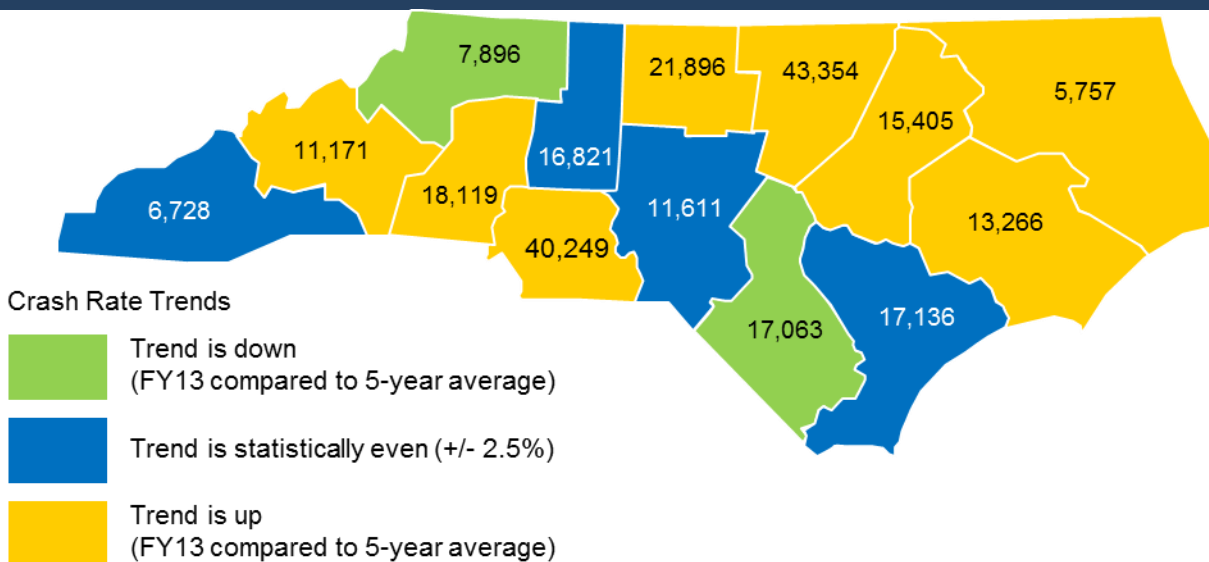 7,896
21,896
43,354
5,757
15,405
11,171
16,821
18,119
6,728
11,611
13,266
40,249
17,063
17,136
Crash Rate Trends
Trend is down
(FY13 compared to 5-year average)
Trend is statistically even (+/- 2.5%)
Trend is up
(FY13 compared to 5-year average)